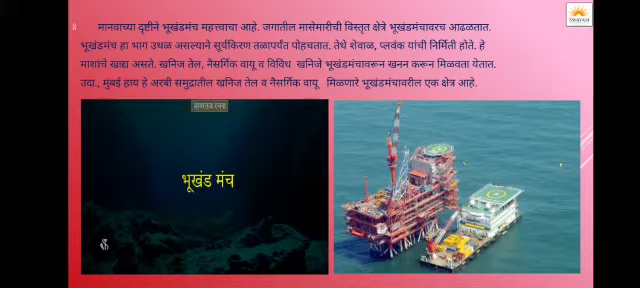 मानवाच्या दृष्टीने भूखंडमंच महत्त्वाचा आहे. जगातील मासेमारीची विस्तृत क्षेत्रे भूखंडमंचावरच आढळतात.
भूखंडमंच हा भाग उथळ असल्याने सूर्यकिरण तळापर्यंत पोहचतात. तेथे शेवाळ, प्लवंक यांची निर्मिती होते. हे
माशांचे खाद्य असते. खनिज तेल, नैसर्गिक वायू व विविध खनिजे भूखंडमंचावरून खनन करून मिळवता येतात.
उदा., मुंबई हाय हे अरबी समुद्रातील खनिज तेल व नैसर्गिक वायू मिळणारे भूखंडमंचावरील एक क्षेत्र आहे.
भूखंड मंच